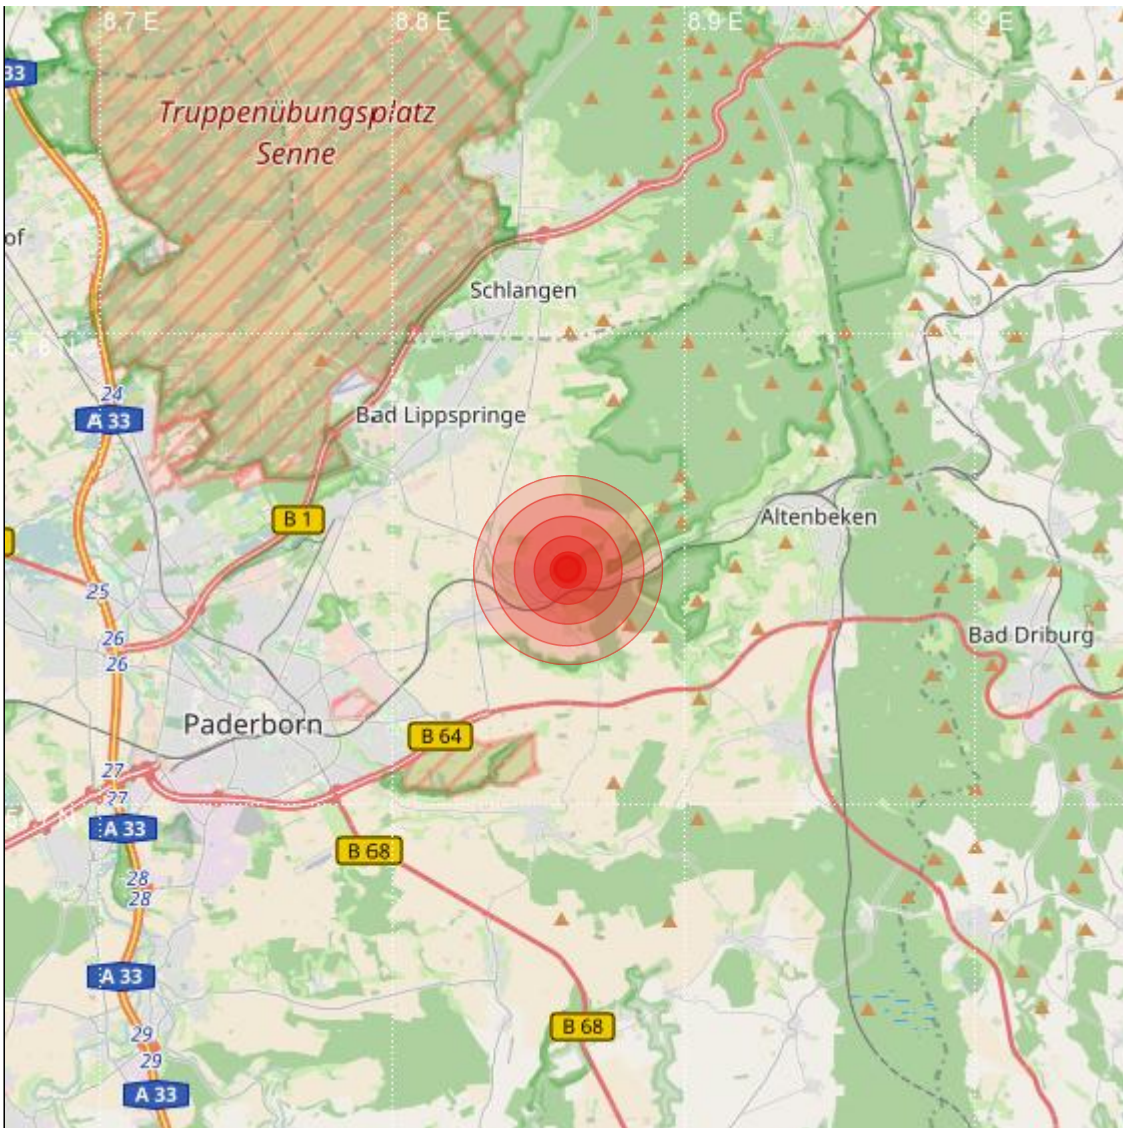 8.7 E
8.8 E
8.9 E
9 E
33
Truppenübungsplatz
Senne
of
Schlangen
24
A 33
Bad Lippspringe
B 1
Altenbeken
25
26
26
Bad Driburg
Paderborn
B 64
27
27
A 33
B 68
28
28
A 33
B 68
29
29
A 33